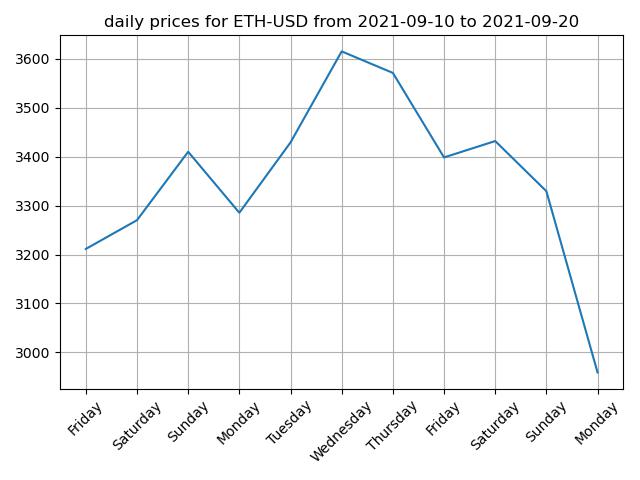 daily prices for ETH-USD from 2021-09-10 to 2021-09-20
3600
3500
3400
3300
3200
3100
3000
Friday
Saturday
Sunday
Monday
Tuesday
Wednesday
Thursday
Friday
Saturday
Sunday
Monday